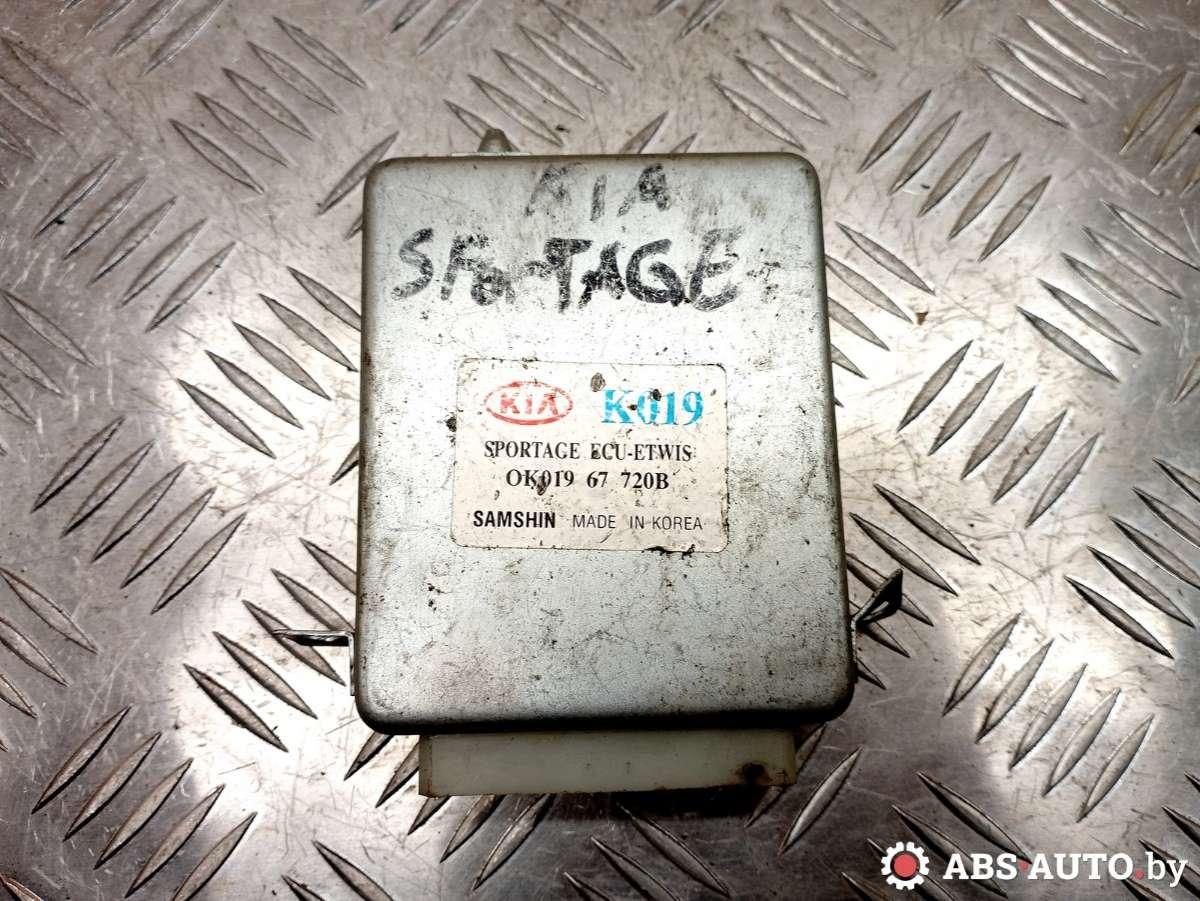 KIA
SPORTAGE
KIA K019
SPORTAGE ECU-ETWIS
OK019 67 720B
SAMSHIN MADE IN KOREA
ABS-AUTO.by